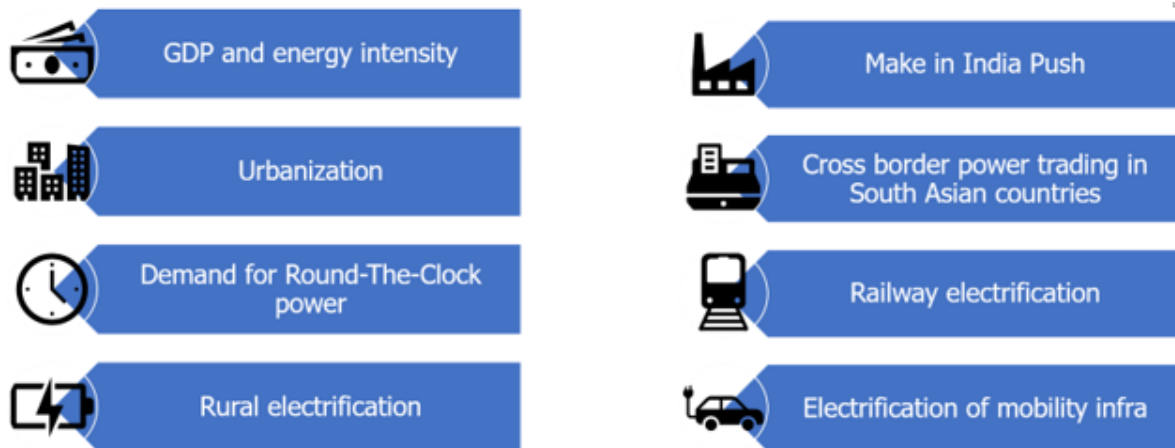 GDP and energy intensity
Urbanization
Demand for Round-The-Clock
power
Rural electrification
Make in India Push
Cross border power trading in
South Asian countries
Railway electrification
Electrification of mobility infra